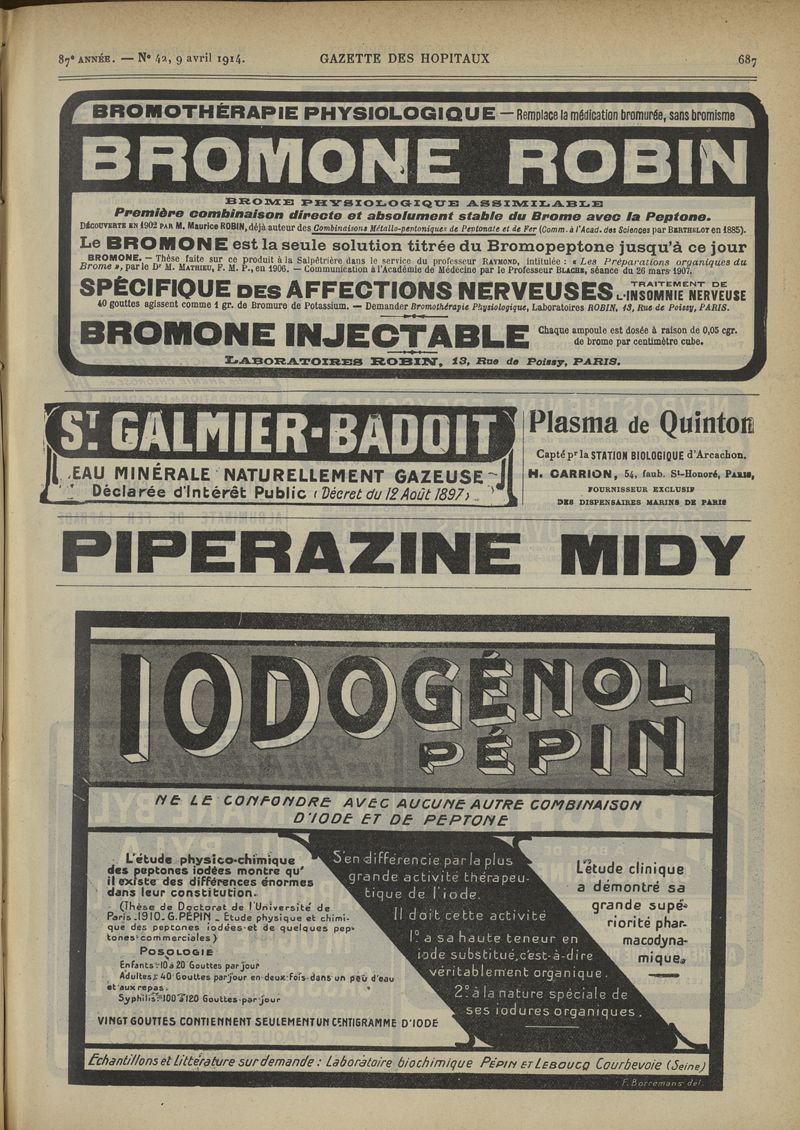 87e ANNÉE. — No 42, 9 avril 1914. GAZETTE DES HOPITAUX 687
BROMOTHÉRAPIE PHYSIOLOGIQUE — Remplace la médication bromurée, sans bromisme
BROMONE ROBIN
BROME PHYSIOLOGIQUE ASSIMILABLE
Première combinaison directe et absolument stable du Brome avec la Peptone.
DÉCOUVERTE EN 1902 PAR M. Maurice ROBIN, déjà auteur des Combinaisons Métallo-peptoniques de Peptonate et de Fer (Comm. à l'Acad. des Sciences par BERTHELOT en 1885).
Le BROMONE est la seule solution titrée du Bromopeptone jusqu'à ce jour
BROMONE. — Thèse faite sur ce produit à la Salpêtrière dans le service du professeur RAYMOND, intitulée : « Les Préparations organiques du
Brome », par le Dr M. MATHIEU, F. M. P., en 1906. — Communication à l'Académie de Médecine par le Professeur BLACHE, séance du 26 mars 1907.
SPÉCIFIQUE DES AFFECTIONS NERVEUSES TRAITEMENT DE
L'INSOMNIE NERVEUSE
40 gouttes agissent comme 1 gr. de Bromure de Potassium. — Demander Bromothérapie Physiologique, Laboratoires ROBIN, 13, Rue de Poissy, PARIS.
BROMONE INJECTABLE Chaque ampoule est dosée à raison de 0,05 cgr.
de brome par centimètre cube.
LABORATOIRES ROBIN, 13, Rue de Poissy, PARIS.
ST GALMIER-BADOIT
EAU MINÉRALE NATURELLEMENT GAZEUSE
Déclarée d'Intérêt Public (Décret du 12 Août 1897)
Plasma de Quinton
Capté pr la STATION BIOLOGIQUE d'Arcachon.
H. CARRION, 54, faub. St-Honoré, PARIS,
FOURNISSEUR EXCLUSIF
DES DISPENSAIRES MARINS DE PARIS
PIPERAZINE MIDY
IODOGÉNOL
PÉPIN
NE LE CONFONDRE AVEC AUCUNE AUTRE COMBINAISON
D'IODE ET DE PEPTONE
L'étude physico-chimique
des peptones iodées montre qu'
il existe des différences énormes
dans leur constitution.
(Thèse de Doctorat de l'Université de
Paris 1910. G. PÉPIN _ Etude physique et chimi-
que des peptones iodées et de quelques pep-
tones commerciales)
POSOLOGIE
Enfants: 10 à 20 Gouttes par jour
Adultes: 40 Gouttes par jour en deux fois dans un peu d'eau
et aux repas.
Syphilis: 100 à 120 Gouttes par jour
VINGT GOUTTES CONTIENNENT SEULEMENT UN CENTIGRAMME D'IODE
S'en différencie par la plus
grande activité thérapeu-
tique de l'iode.
Il doit cette activité
1o à sa haute teneur en
iode substitué, c'est-à-dire
véritablement organique.
2o à la nature spéciale de
ses iodures organiques.
L'étude clinique
a démontré sa
grande supé-
riorité phar-
macodyna-
mique.
Echantillons et Littérature sur demande : Laboratoire biochimique PÉPIN ET LEBOUCQ Courbevoie (Seine)
F. Borremans del.